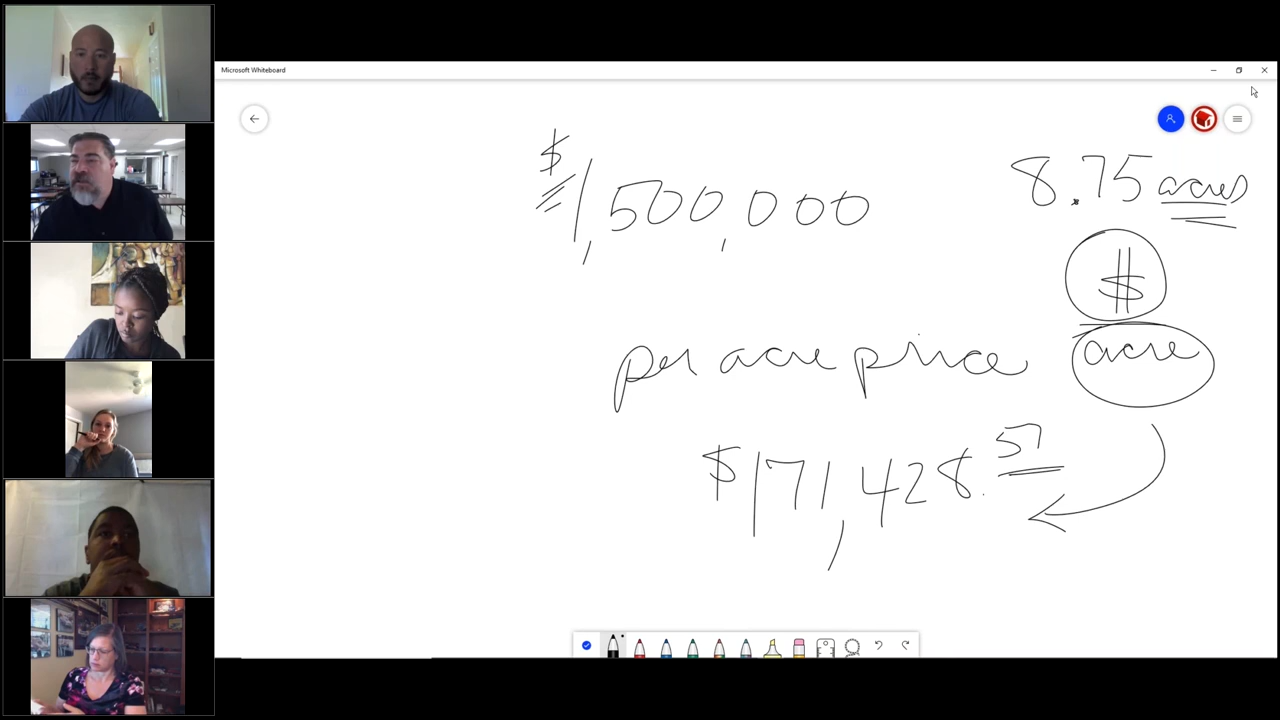 Microsoft Whiteboard
$1,500,000
8.75 acres
$
per acre price
acre
$171,428.57